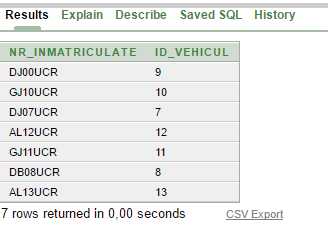 Results Explain Describe Saved SQL History
NR_INMATRICULATE ID_VEHICUL
DJ00UCR 9
GJ10UCR 10
DJ07UCR 7
AL12UCR 12
GJ11UCR 11
DB08UCR 8
AL13UCR 13
7 rows returned in 0,00 seconds CSV Export